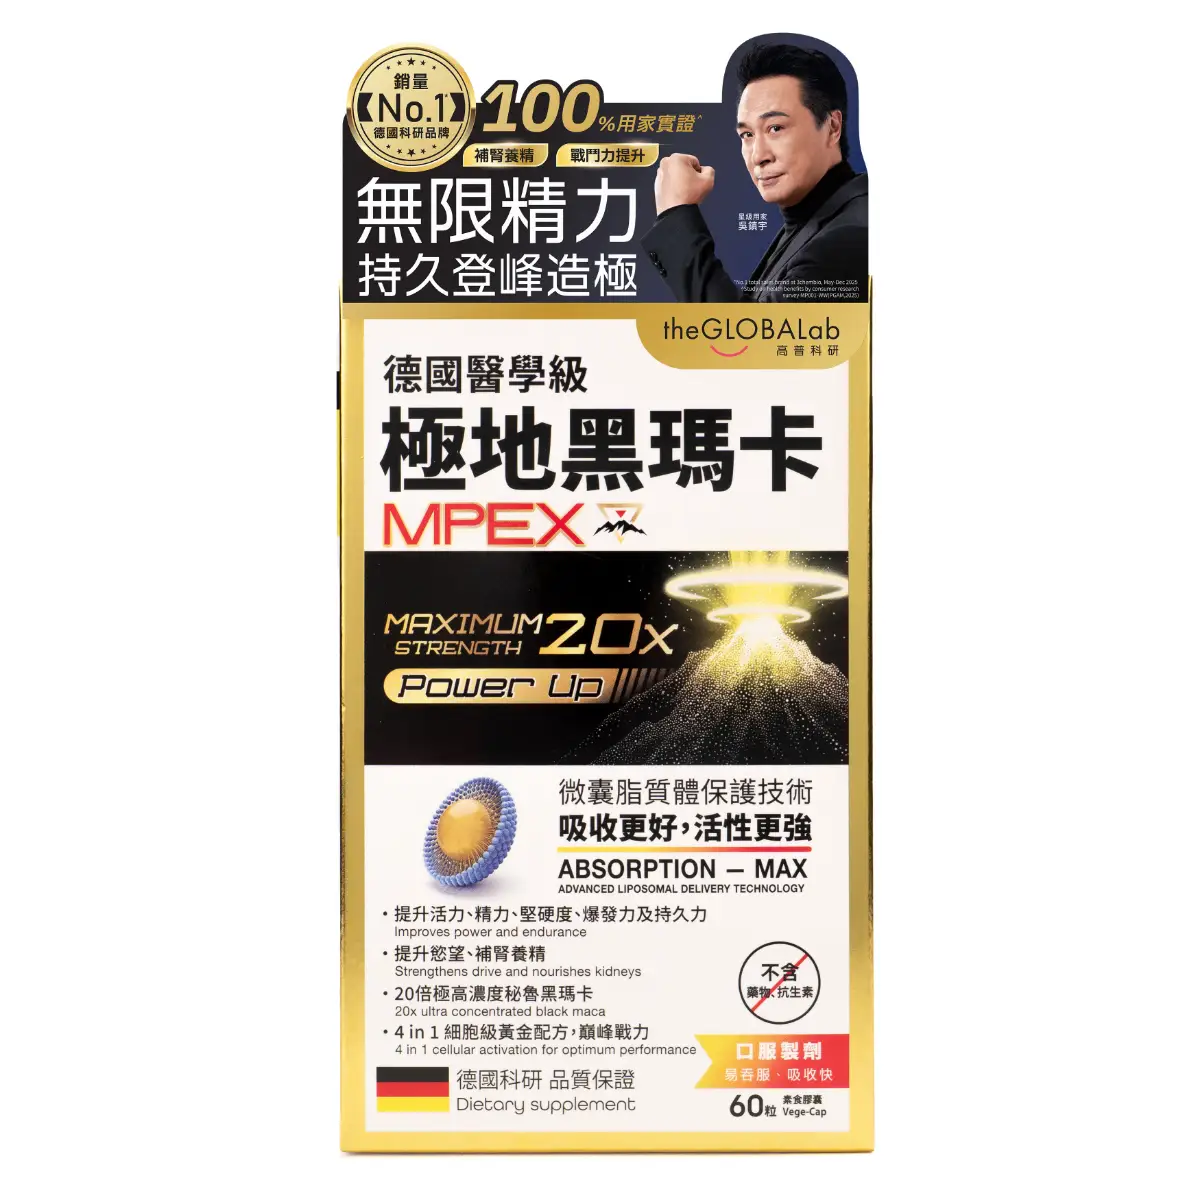 銷量
No.1*
德國科研品牌
100%用家實證^
補腎養精
戰鬥力提升
無限精力
持久登峰造極
星級用家
吳鎮宇
survey MP001-MW(PGAM,2025)
theGLOBALab
高普科研
德國醫學級
極地黑瑪卡
MPEX
MAXIMUM
STRENGTH
20x
Power Up
微囊脂質體保護技術
吸收更好，活性更強
ABSORPTION — MAX
ADVANCED LIPOSOMAL DELIVERY TECHNOLOGY
・提升活力、精力、堅硬度、爆發力及持久力
Improves power and endurance
・提升慾望、補腎養精
Strengthens drive and nourishes kidneys
・20倍極高濃度秘魯黑瑪卡
20x ultra concentrated black maca
・4 in 1 細胞級黃金配方，巔峰戰力
4 in 1 cellular activation for optimum performance
不含
藥物、抗生素
德國科研 品質保證
Dietary supplement
口服製劑
易吞服、吸收快
60粒 素食膠囊
Vege-Cap